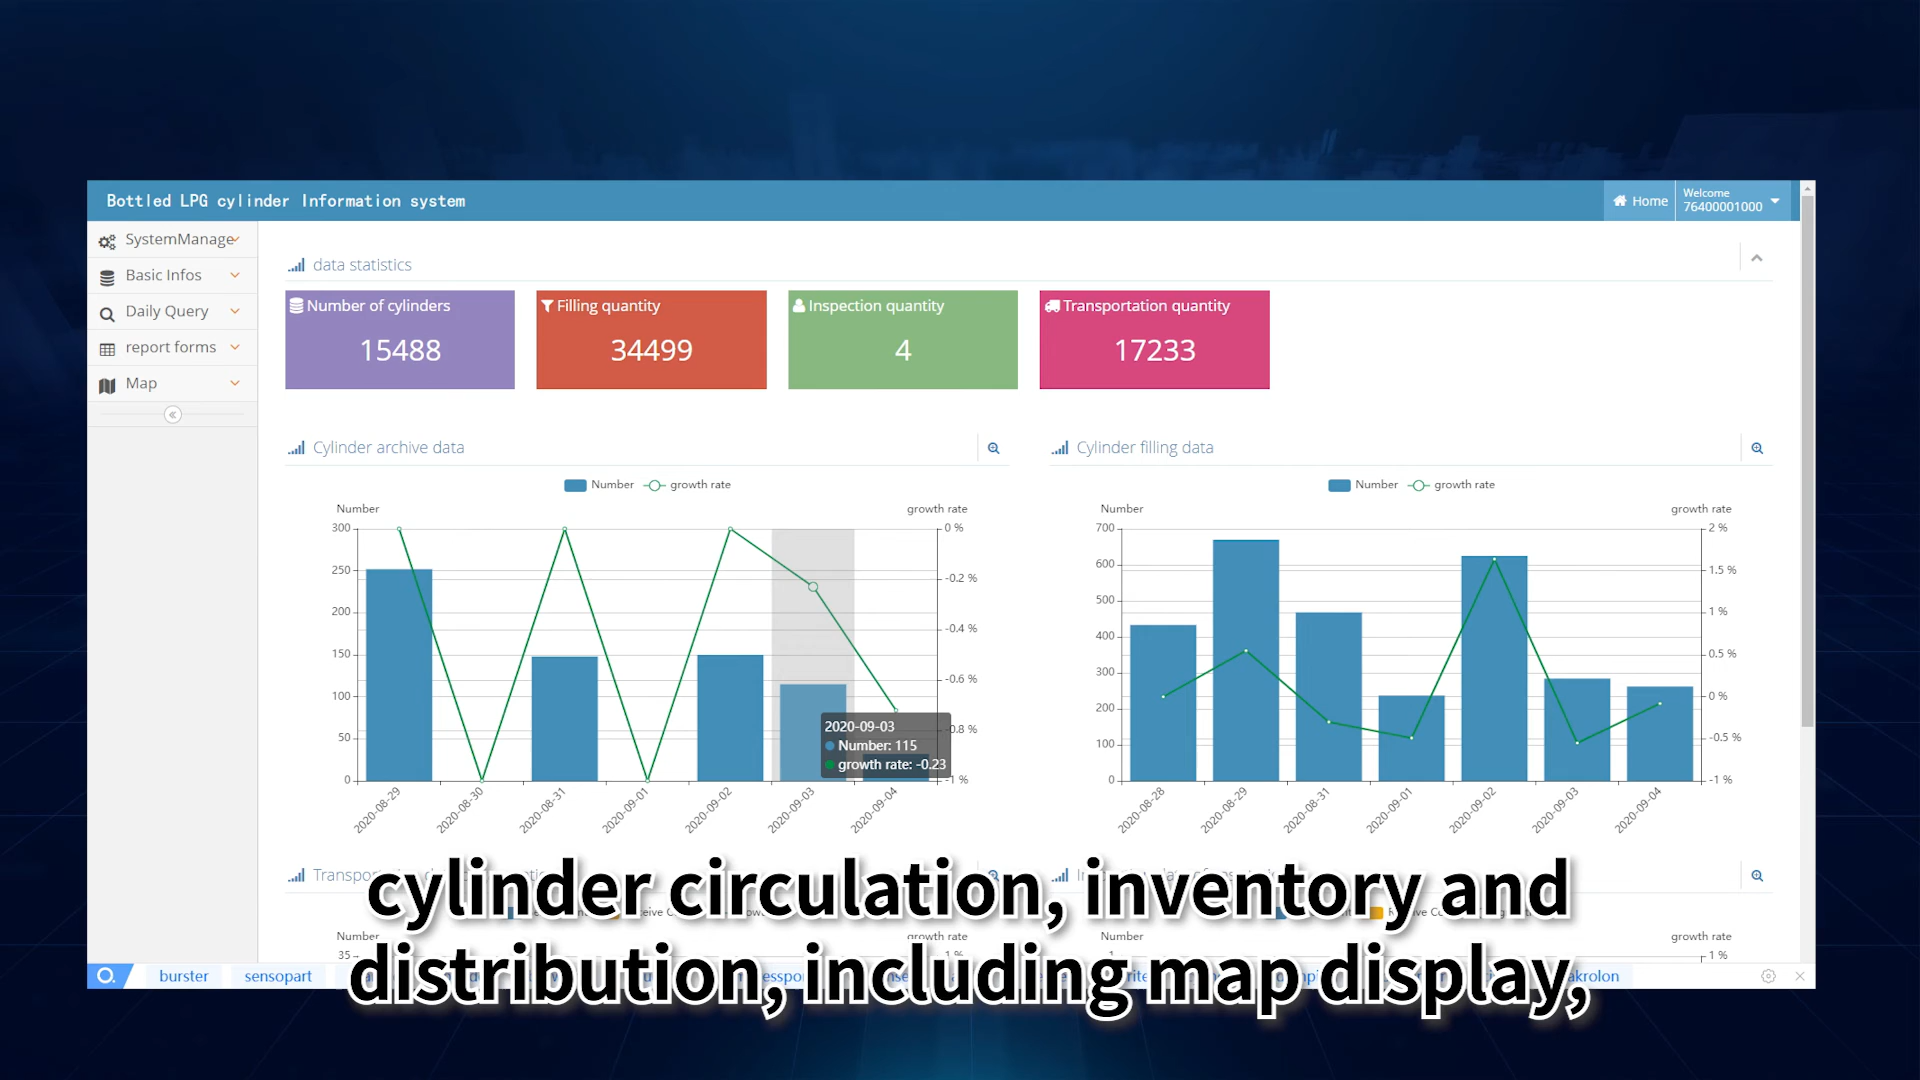 Bottled LPG cylinder Information system
Home
Welcome
76400001000
SystemManage
Basic Infos
Daily Query
report forms
Map
data statistics
Number of cylinders
15488
Filling quantity
34499
Inspection quantity
4
Transportation quantity
17233
Cylinder archive data
Number growth rate
Number growth rate
300 0 %
250 -0.2 %
200 -0.4 %
150 -0.6 %
100 -0.8 %
50 -1 %
0
2020-09-03
Number: 115
growth rate: -0.23
2020-08-29 2020-08-30 2020-08-31 2020-09-01 2020-09-02 2020-09-03 2020-09-04
Cylinder filling data
Number growth rate
Number growth rate
700 2 %
600 1.5 %
500 1 %
400 0.5 %
300 0 %
200 -0.5 %
100 -1 %
0
2020-08-28 2020-08-29 2020-08-31 2020-09-01 2020-09-02 2020-09-03 2020-09-04
cylinder circulation, inventory and
distribution, including map display,
Number growth rate
35 1 %
Number growth rate
1 1 %
burster sensopart